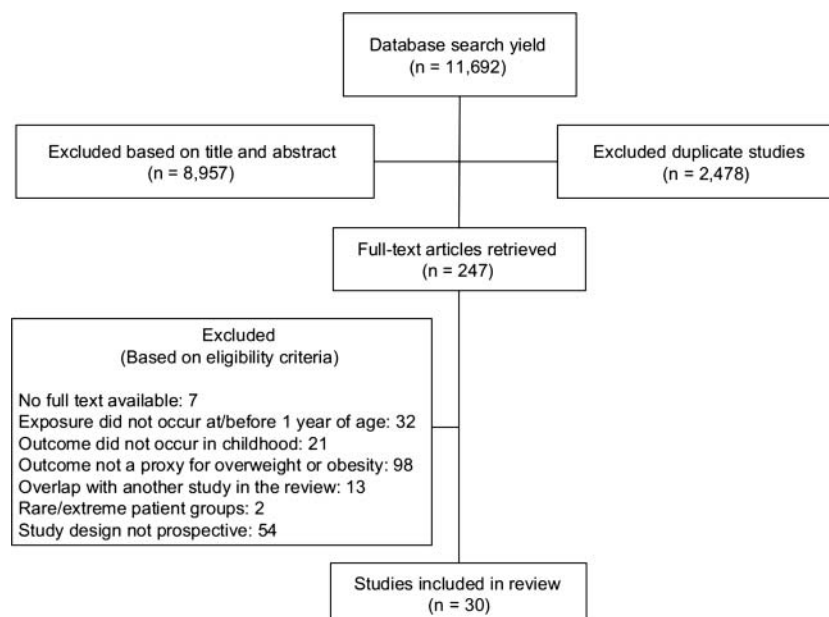 Database search yield
(n = 11,692)
Excluded based on title and abstract
(n = 8,957)
Excluded duplicate studies
(n = 2,478)
Full-text articles retrieved
(n = 247)
Excluded
(Based on eligibility criteria)
No full text available: 7
Exposure did not occur at/before 1 year of age: 32
Outcome did not occur in childhood: 21
Outcome not a proxy for overweight or obesity: 98
Overlap with another study in the review: 13
Rare/extreme patient groups: 2
Study design not prospective: 54
Studies included in review
(n = 30)